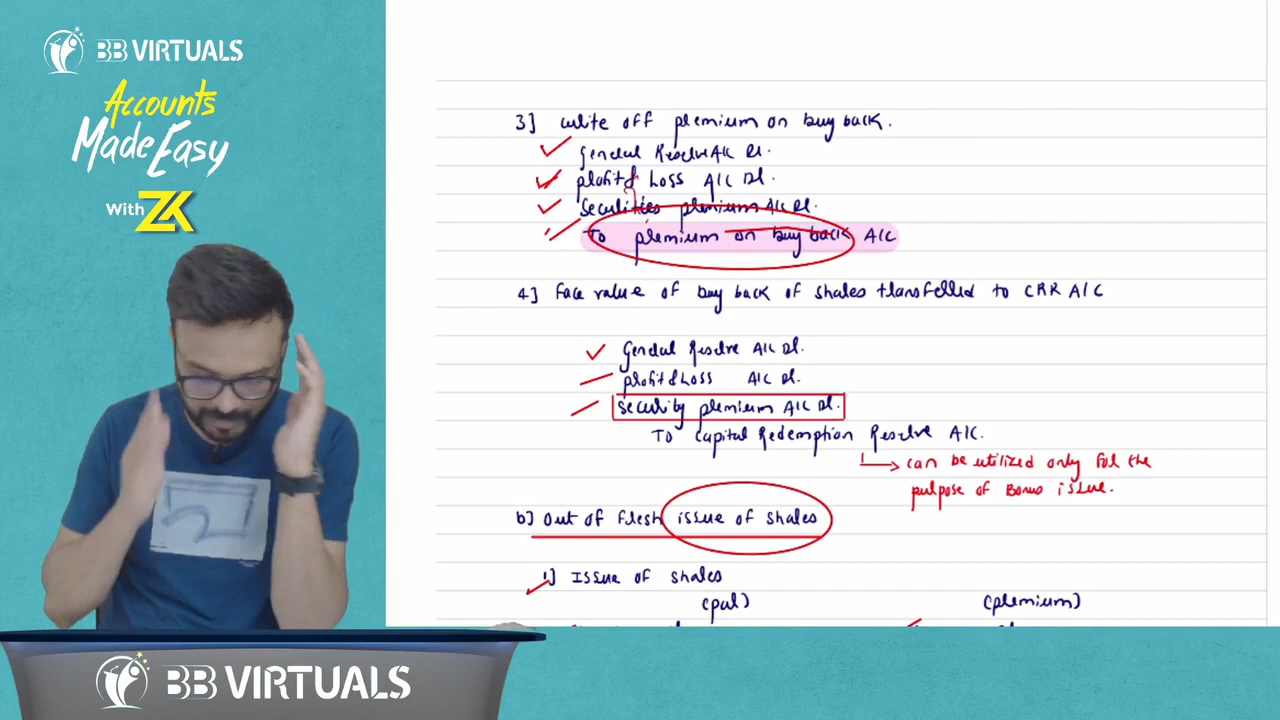 BB VIRTUALS
Accounts
Made Easy
With ZK
3] write off premium on buy back.
General Reserve A/c Dr.
profit & Loss A/c Dr.
Securities premium A/c Dr.
To premium on buy back A/c
4] Face value of buy back of shares transferred to CRR A/c
General Reserve A/c Dr.
profit & Loss A/c Dr.
Security premium A/c Dr.
To Capital Redemption Reserve A/c.
can be utilized only for the
purpose of Bonus issue.
b] Out of fresh issue of shares
1] Issue of shares
(par) (premium)
BB VIRTUALS